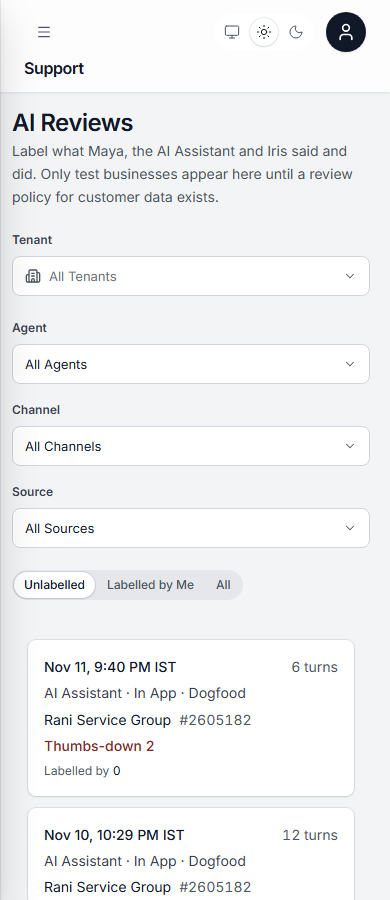 Support
AI Reviews
Label what Maya, the AI Assistant and Iris said and
did. Only test businesses appear here until a review
policy for customer data exists.
Tenant
All Tenants
Agent
All Agents
Channel
All Channels
Source
All Sources
Unlabelled Labelled by Me All
Nov 11, 9:40 PM IST 6 turns
AI Assistant · In App · Dogfood
Rani Service Group #2605182
Thumbs-down 2
Labelled by 0
Nov 10, 10:29 PM IST 12 turns
AI Assistant · In App · Dogfood
Rani Service Group #2605182